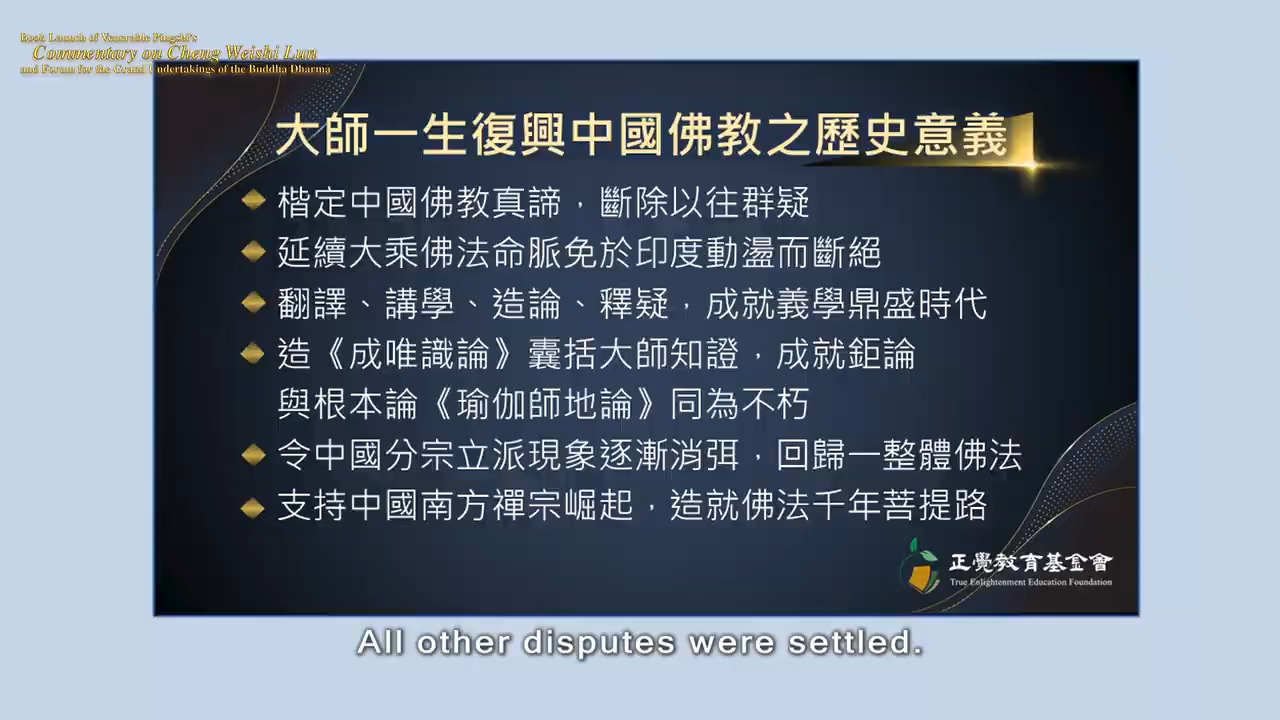 Book Launch of Venerable Pingshi's
Commentary on Cheng Weishi Lun
and Forum for the Grand Undertakings of the Buddha Dharma
大師一生復興中國佛教之歷史意義
楷定中國佛教真諦，斷除以往群疑
延續大乘佛法命脈免於印度動盪而斷絕
翻譯、講學、造論、釋疑，成就義學鼎盛時代
造《成唯識論》囊括大師知證，成就鉅論
與根本論《瑜伽師地論》同為不朽
令中國分宗立派現象逐漸消弭，回歸一整體佛法
支持中國南方禪宗崛起，造就佛法千年菩提路
正覺教育基金會
True Enlightenment Education Foundation
All other disputes were settled.